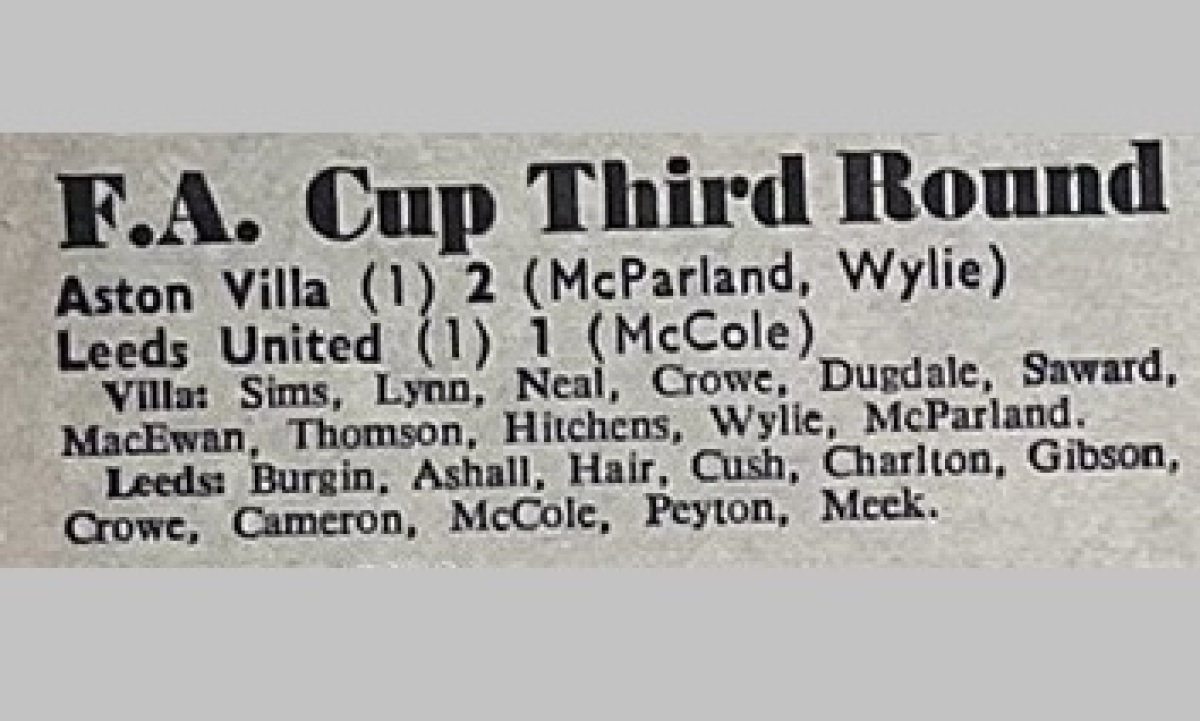 F.A. Cup Third Round
Aston Villa (1) 2 (McParland, Wylie)
Leeds United (1) 1 (McCole)
Villa: Sims, Lynn, Neal, Crowe, Dugdale, Saward,
MacEwan, Thomson, Hitchens, Wylie, McParland.
Leeds: Burgin, Ashall, Hair, Cush, Charlton, Gibson,
Crowe, Cameron, McCole, Peyton, Meek.